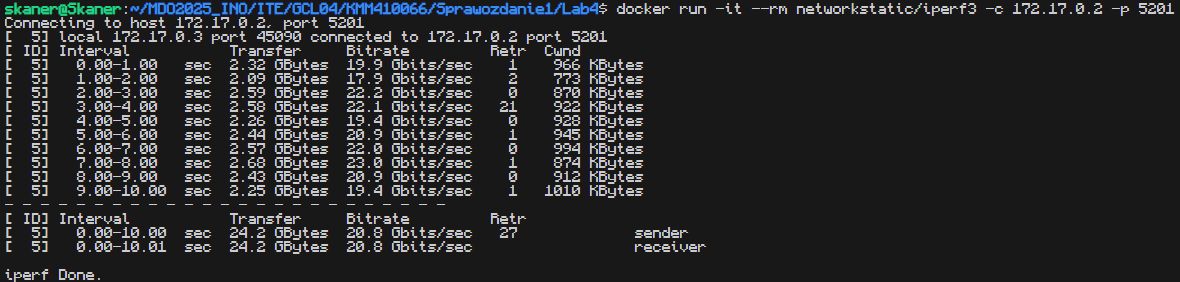 skaner@Skaner:~/MDO2025_INO/ITE/GCL04/KMM410066/Sprawozdanie1/Lab4$ docker run -it --rm networkstatic/iperf3 -c 172.17.0.2 -p 5201
Connecting to host 172.17.0.2, port 5201
[  5] local 172.17.0.3 port 45090 connected to 172.17.0.2 port 5201
[ ID] Interval           Transfer     Bitrate         Retr  Cwnd
[  5]   0.00-1.00   sec  2.32 GBytes  19.9 Gbits/sec    1    966 KBytes
[  5]   1.00-2.00   sec  2.09 GBytes  17.9 Gbits/sec    2    773 KBytes
[  5]   2.00-3.00   sec  2.59 GBytes  22.2 Gbits/sec    0    870 KBytes
[  5]   3.00-4.00   sec  2.58 GBytes  22.1 Gbits/sec   21    922 KBytes
[  5]   4.00-5.00   sec  2.26 GBytes  19.4 Gbits/sec    0    928 KBytes
[  5]   5.00-6.00   sec  2.44 GBytes  20.9 Gbits/sec    1    945 KBytes
[  5]   6.00-7.00   sec  2.57 GBytes  22.0 Gbits/sec    0    994 KBytes
[  5]   7.00-8.00   sec  2.68 GBytes  23.0 Gbits/sec    1    874 KBytes
[  5]   8.00-9.00   sec  2.43 GBytes  20.9 Gbits/sec    0    912 KBytes
[  5]   9.00-10.00  sec  2.25 GBytes  19.4 Gbits/sec    1   1010 KBytes
- - - - - - - - - - - - - - - - - - - - - - - - -
[ ID] Interval           Transfer     Bitrate         Retr
[  5]   0.00-10.00  sec  24.2 GBytes  20.8 Gbits/sec   27             sender
[  5]   0.00-10.01  sec  24.2 GBytes  20.8 Gbits/sec                  receiver
iperf Done.